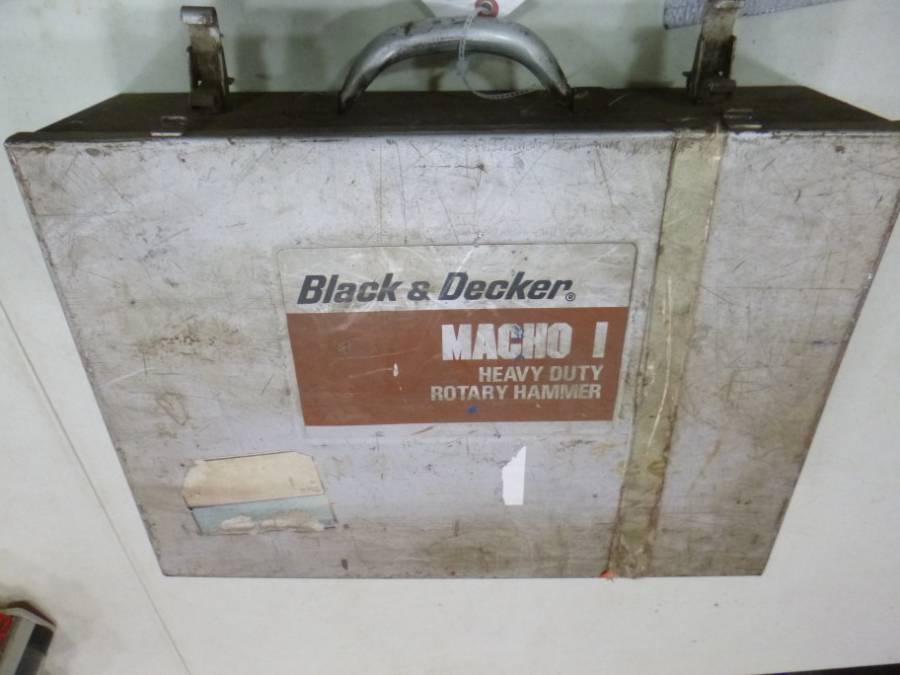 Black & Decker®
MACHO I
HEAVY DUTY
ROTARY HAMMER